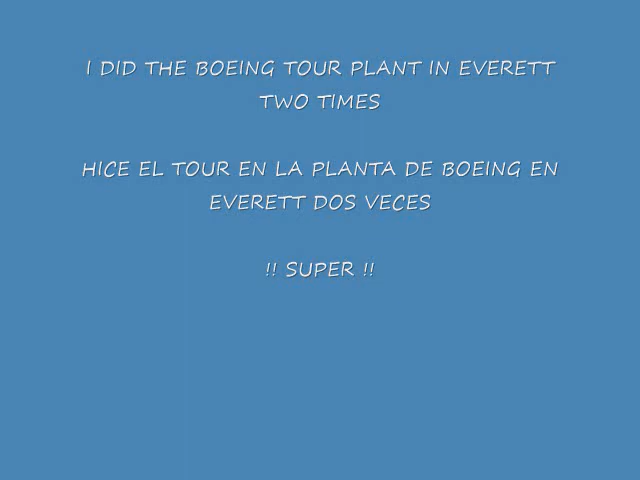 I DID THE BOEING TOUR PLANT IN EVERETT
TWO TIMES
HICE EL TOUR EN LA PLANTA DE BOEING EN
EVERETT DOS VECES
!! SUPER !!